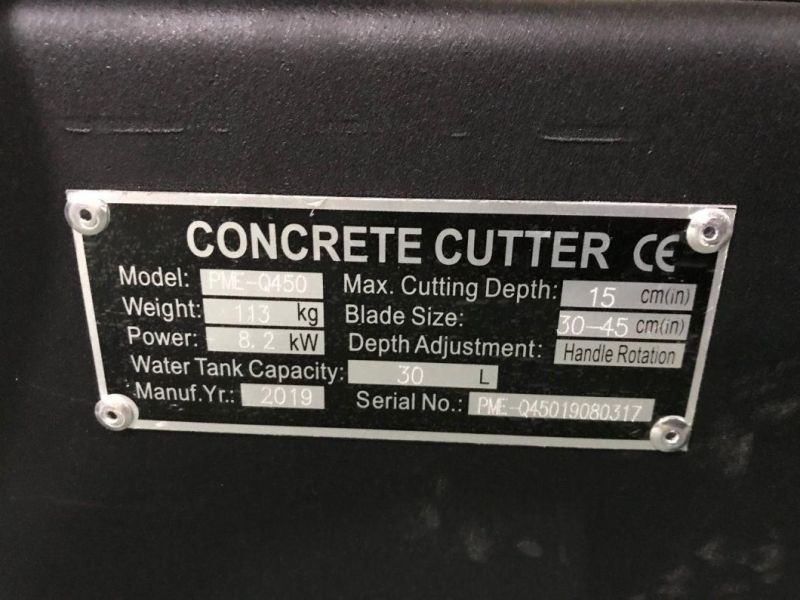 CONCRETE CUTTER CE
Model: PME-Q450 Max. Cutting Depth: 15 cm(in)
Weight: 113 kg Blade Size: 30-45 cm(in)
Power: 8.2 kW Depth Adjustment: Handle Rotation
Water Tank Capacity: 30 L
Manuf.Yr.: 2019 Serial No.: PME-Q45019080317